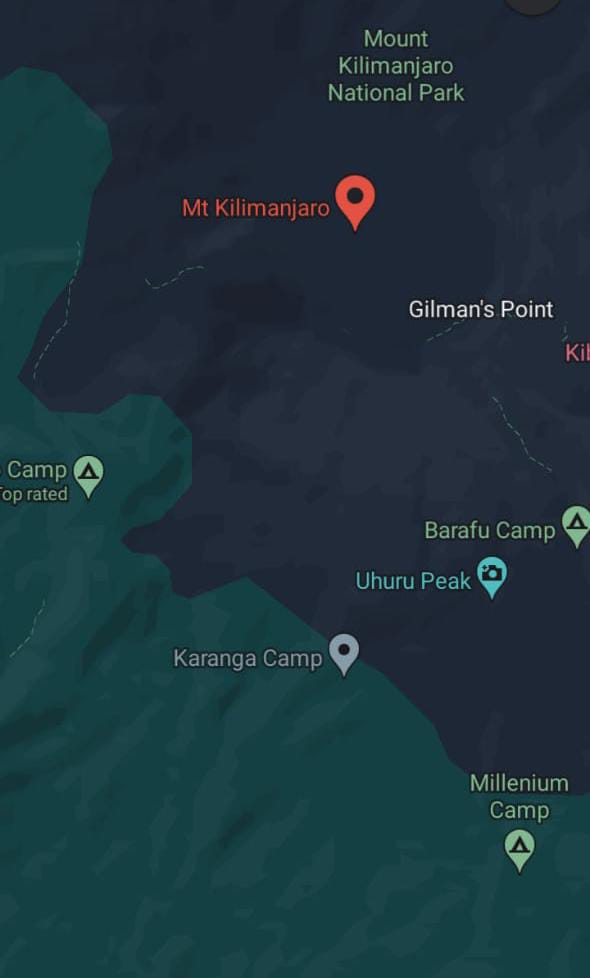 Mount
Kilimanjaro
National Park
Mt Kilimanjaro
Gilman's Point
Camp
Top rated
Barafu Camp
Uhuru Peak
Karanga Camp
Millenium
Camp